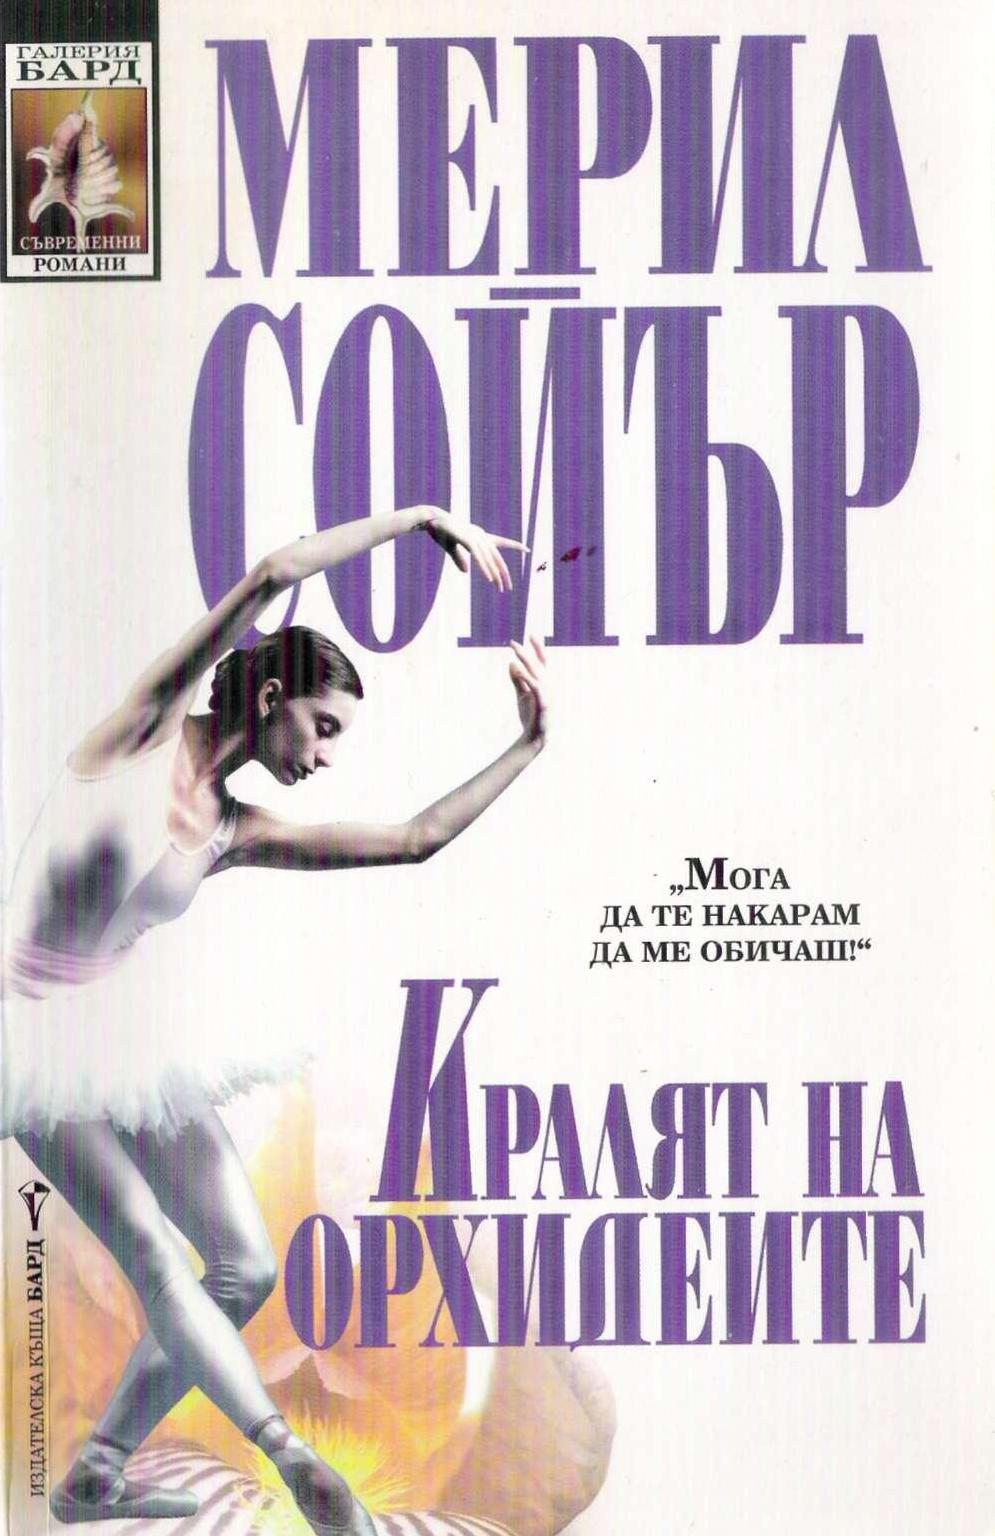 ГАЛЕРИЯ
БАРД
СЪВРЕМЕННИ
РОМАНИ
МЕРИЛ
СОЙЪР
„Мога
да те накарам
да ме обичаш!“
Кралят на
орхидеите
ИЗДАТЕЛСКА КЪЩА БАРД